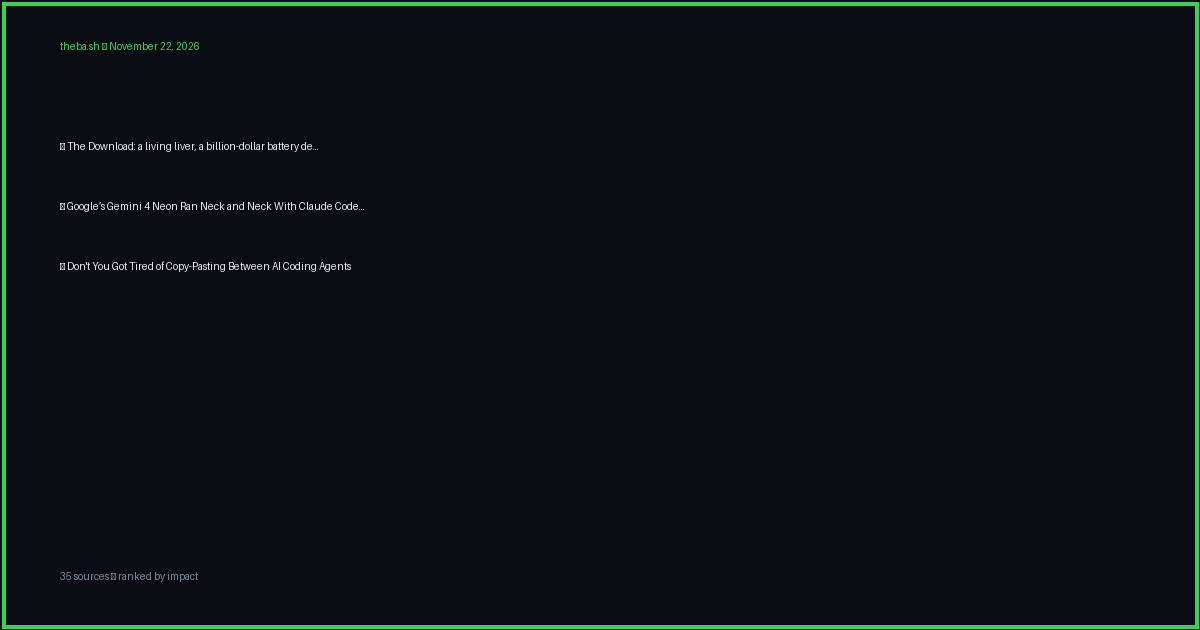 theba.sh ▯ November 22, 2026
▯ The Download: a living liver, a billion-dollar battery de...
▯ Google's Gemini 4 Neon Ran Neck and Neck With Claude Code...
▯ Don't You Got Tired of Copy-Pasting Between AI Coding Agents
35 sources ▯ ranked by impact